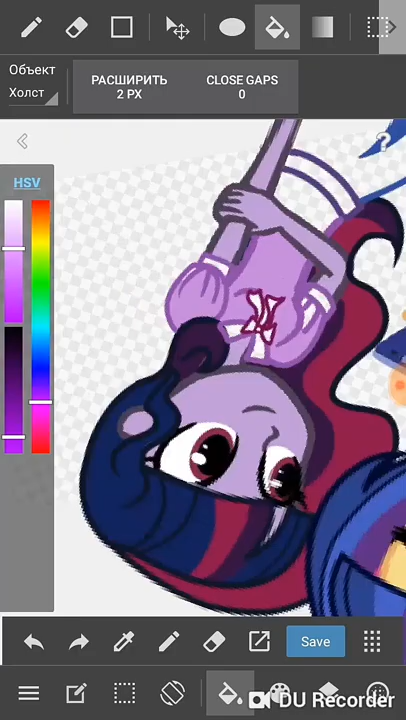 Объект
РАСШИРИТЬ
2 PX
CLOSE GAPS
0
Холст
?
HSV
Save
DU Recorder